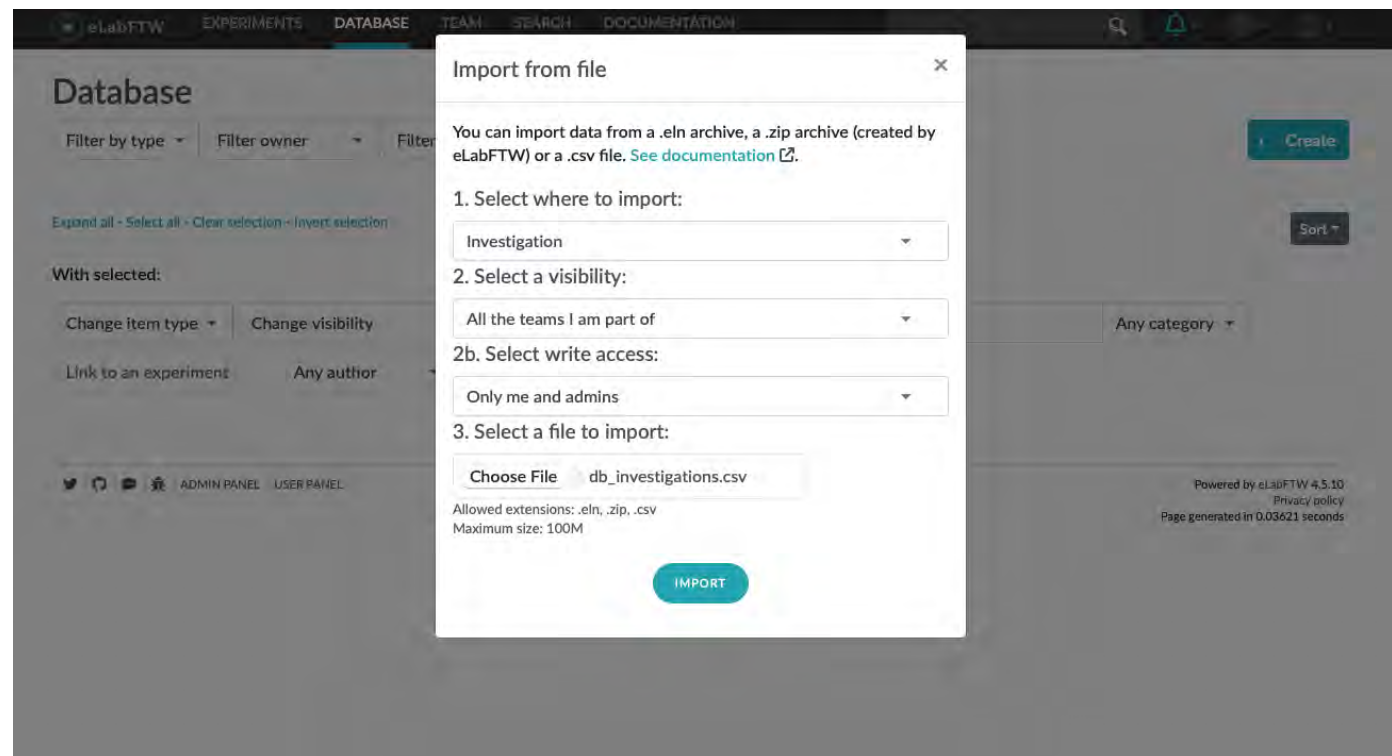 eLabFTW EXPERIMENTS DATABASE TEAM SEARCH DOCUMENTATION
Database
Filter by type Filter owner Filter
Create
Expand all - Select all - Clear selection - Invert selection
Sort
With selected:
Change item type Change visibility
Any category
Link to an experiment Any author
Import from file ×
You can import data from a .eln archive, a .zip archive (created by
eLabFTW) or a .csv file. See documentation.
1. Select where to import:
Investigation
2. Select a visibility:
All the teams I am part of
2b. Select write access:
Only me and admins
3. Select a file to import:
Choose File db_investigations.csv
Allowed extensions: .eln, .zip, .csv
Maximum size: 100M
IMPORT
ADMIN PANEL USER PANEL
Powered by eLabFTW 4.5.10
Privacy policy
Page generated in 0.03621 seconds